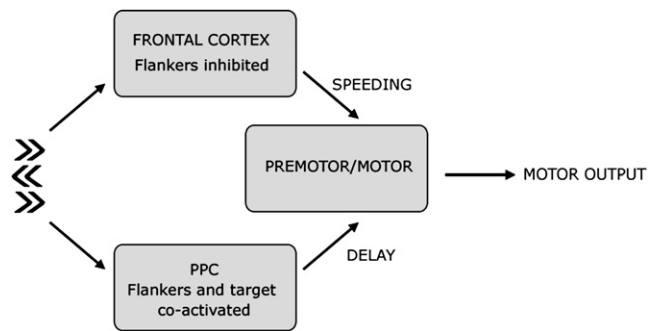 FRONTAL CORTEX
Flankers inhibited
SPEEDING
PREMOTOR/MOTOR
MOTOR OUTPUT
DELAY
PPC
Flankers and target
co-activated